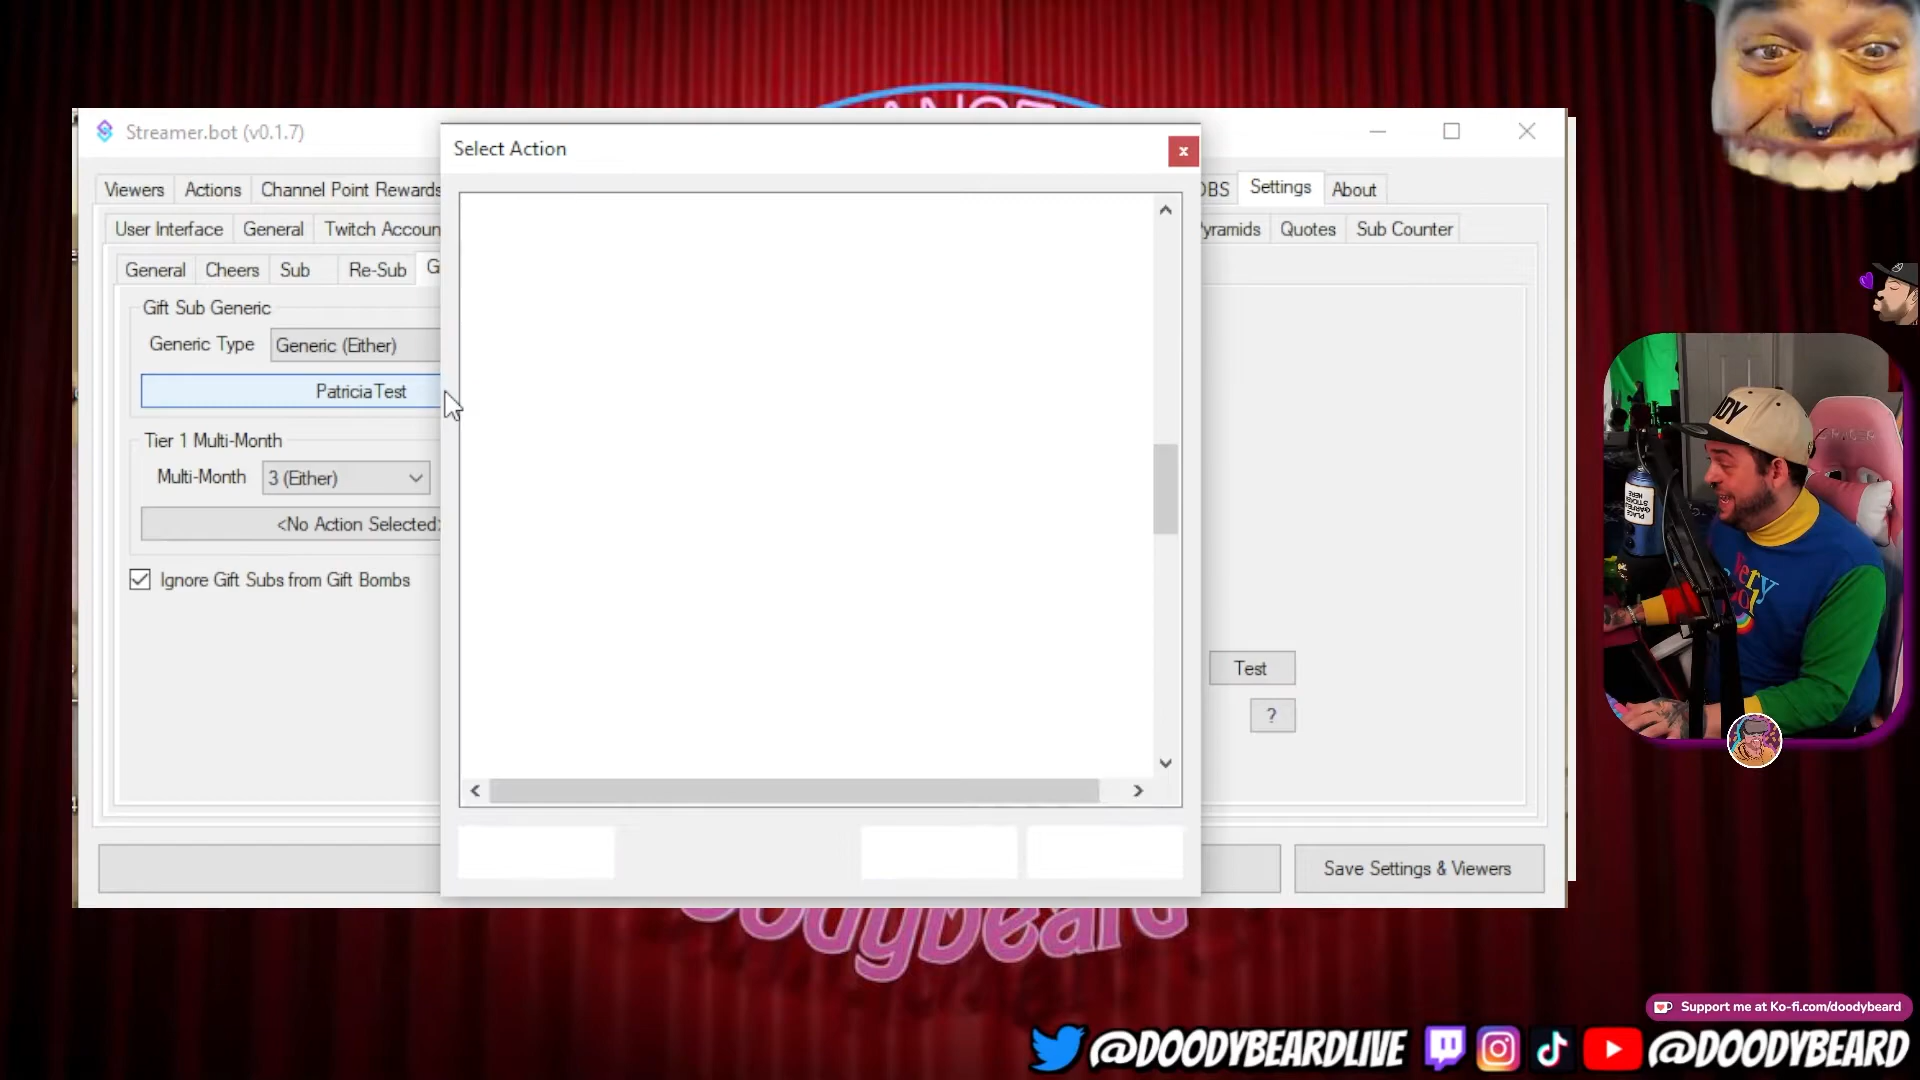 Streamer.bot (v0.1.7)
Select Action
x
Viewers Actions Channel Point Rewards OBS Settings About
User Interface General Twitch Accoun yramids Quotes Sub Counter
General Cheers Sub Re-Sub G
Gift Sub Generic
Generic Type Generic (Either)
PatriciaTest
Tier 1 Multi-Month
Multi-Month 3 (Either)
<No Action Selected
Ignore Gift Subs from Gift Bombs
Test
?
Save Settings & Viewers
doodybeard
Support me at Ko-fi.com/doodybeard
@DOODYBEARDLIVE @DOODYBEARD